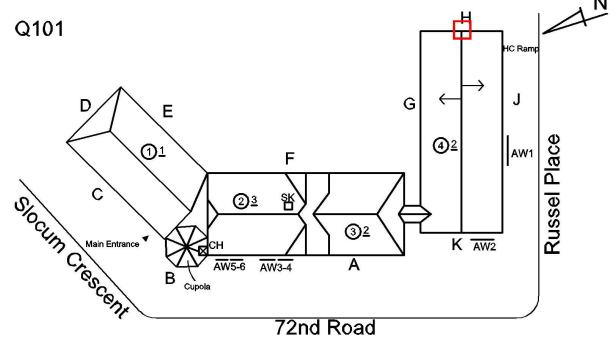 Q101
H
N
HC Ramp
D
E
G
J
① 1
④ 2
AW1
F
C
② 3
SK
③ 2
Russel Place
Slocum Crescent
Main Entrance
CH
K
AW2
B
AW5-6
AW3-4
A
Cupola
72nd Road